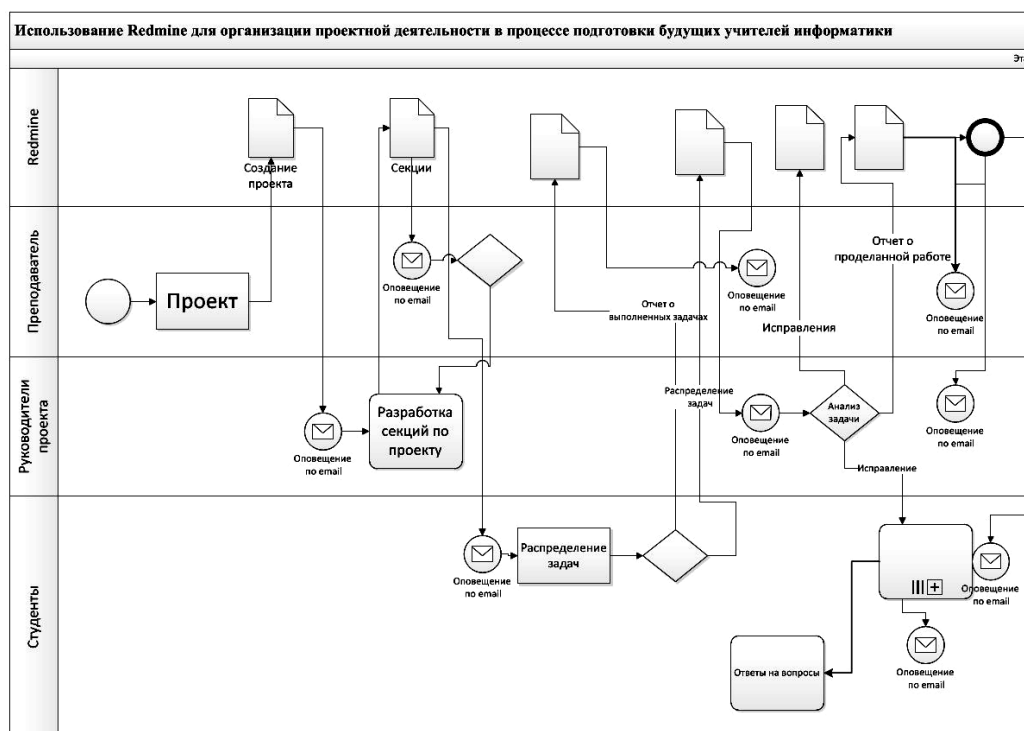 Использование Redmine для организации проектной деятельности в процессе подготовки будущих учителей информатики
Redmine
Создание
проекта
Секции
Преподаватель
Проект
Оповещение
по email
Отчет о
выполненных задачах
Оповещение
по email
Исправления
Отчет о
проделанной работе
Оповещение
по email
Руководители
проекта
Оповещение
по email
Разработка
секций по
проекту
Распределение
задач
Оповещение
по email
Анализ
задачи
Оповещение
по email
Исправление
Студенты
Оповещение
по email
Распределение
задач
Оповещение
по email
Ответы на вопросы
Оповещение
по email